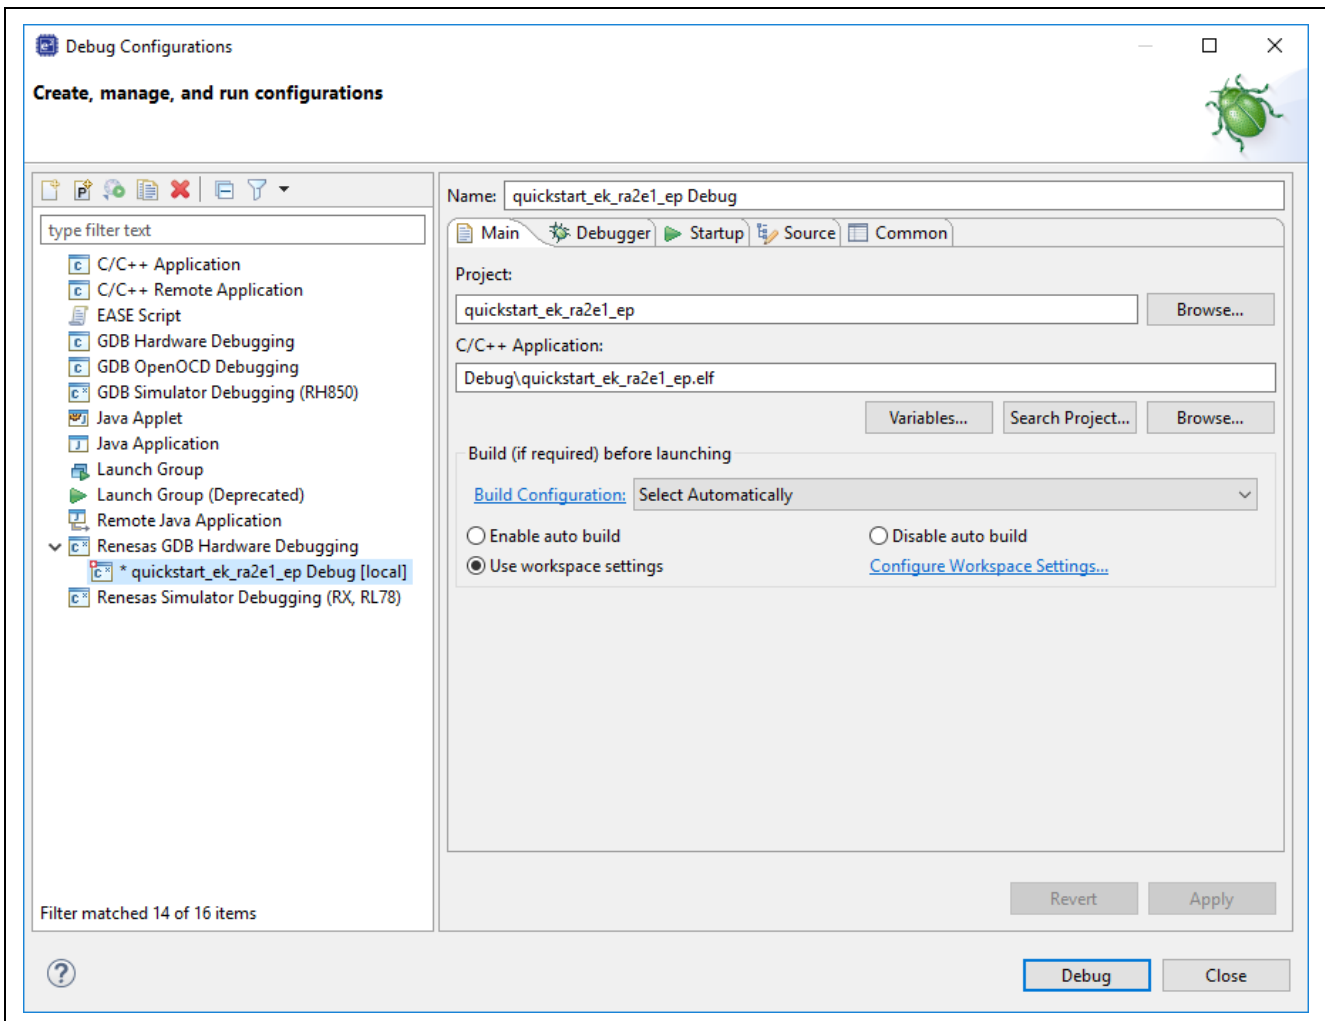 Debug Configurations
Create, manage, and run configurations
type filter text
C/C++ Application
C/C++ Remote Application
EASE Script
GDB Hardware Debugging
GDB OpenOCD Debugging
GDB Simulator Debugging (RH850)
Java Applet
Java Application
Launch Group
Launch Group (Deprecated)
Remote Java Application
Renesas GDB Hardware Debugging
* quickstart_ek_ra2e1_ep Debug [local]
Renesas Simulator Debugging (RX, RL78)
Filter matched 14 of 16 items
Name: quickstart_ek_ra2e1_ep Debug
Main Debugger Startup Source Common
Project:
quickstart_ek_ra2e1_ep Browse...
C/C++ Application:
Debug\quickstart_ek_ra2e1_ep.elf
Variables... Search Project... Browse...
Build (if required) before launching
Build Configuration: Select Automatically
Enable auto build Disable auto build
Use workspace settings Configure Workspace Settings...
Revert Apply
Debug Close